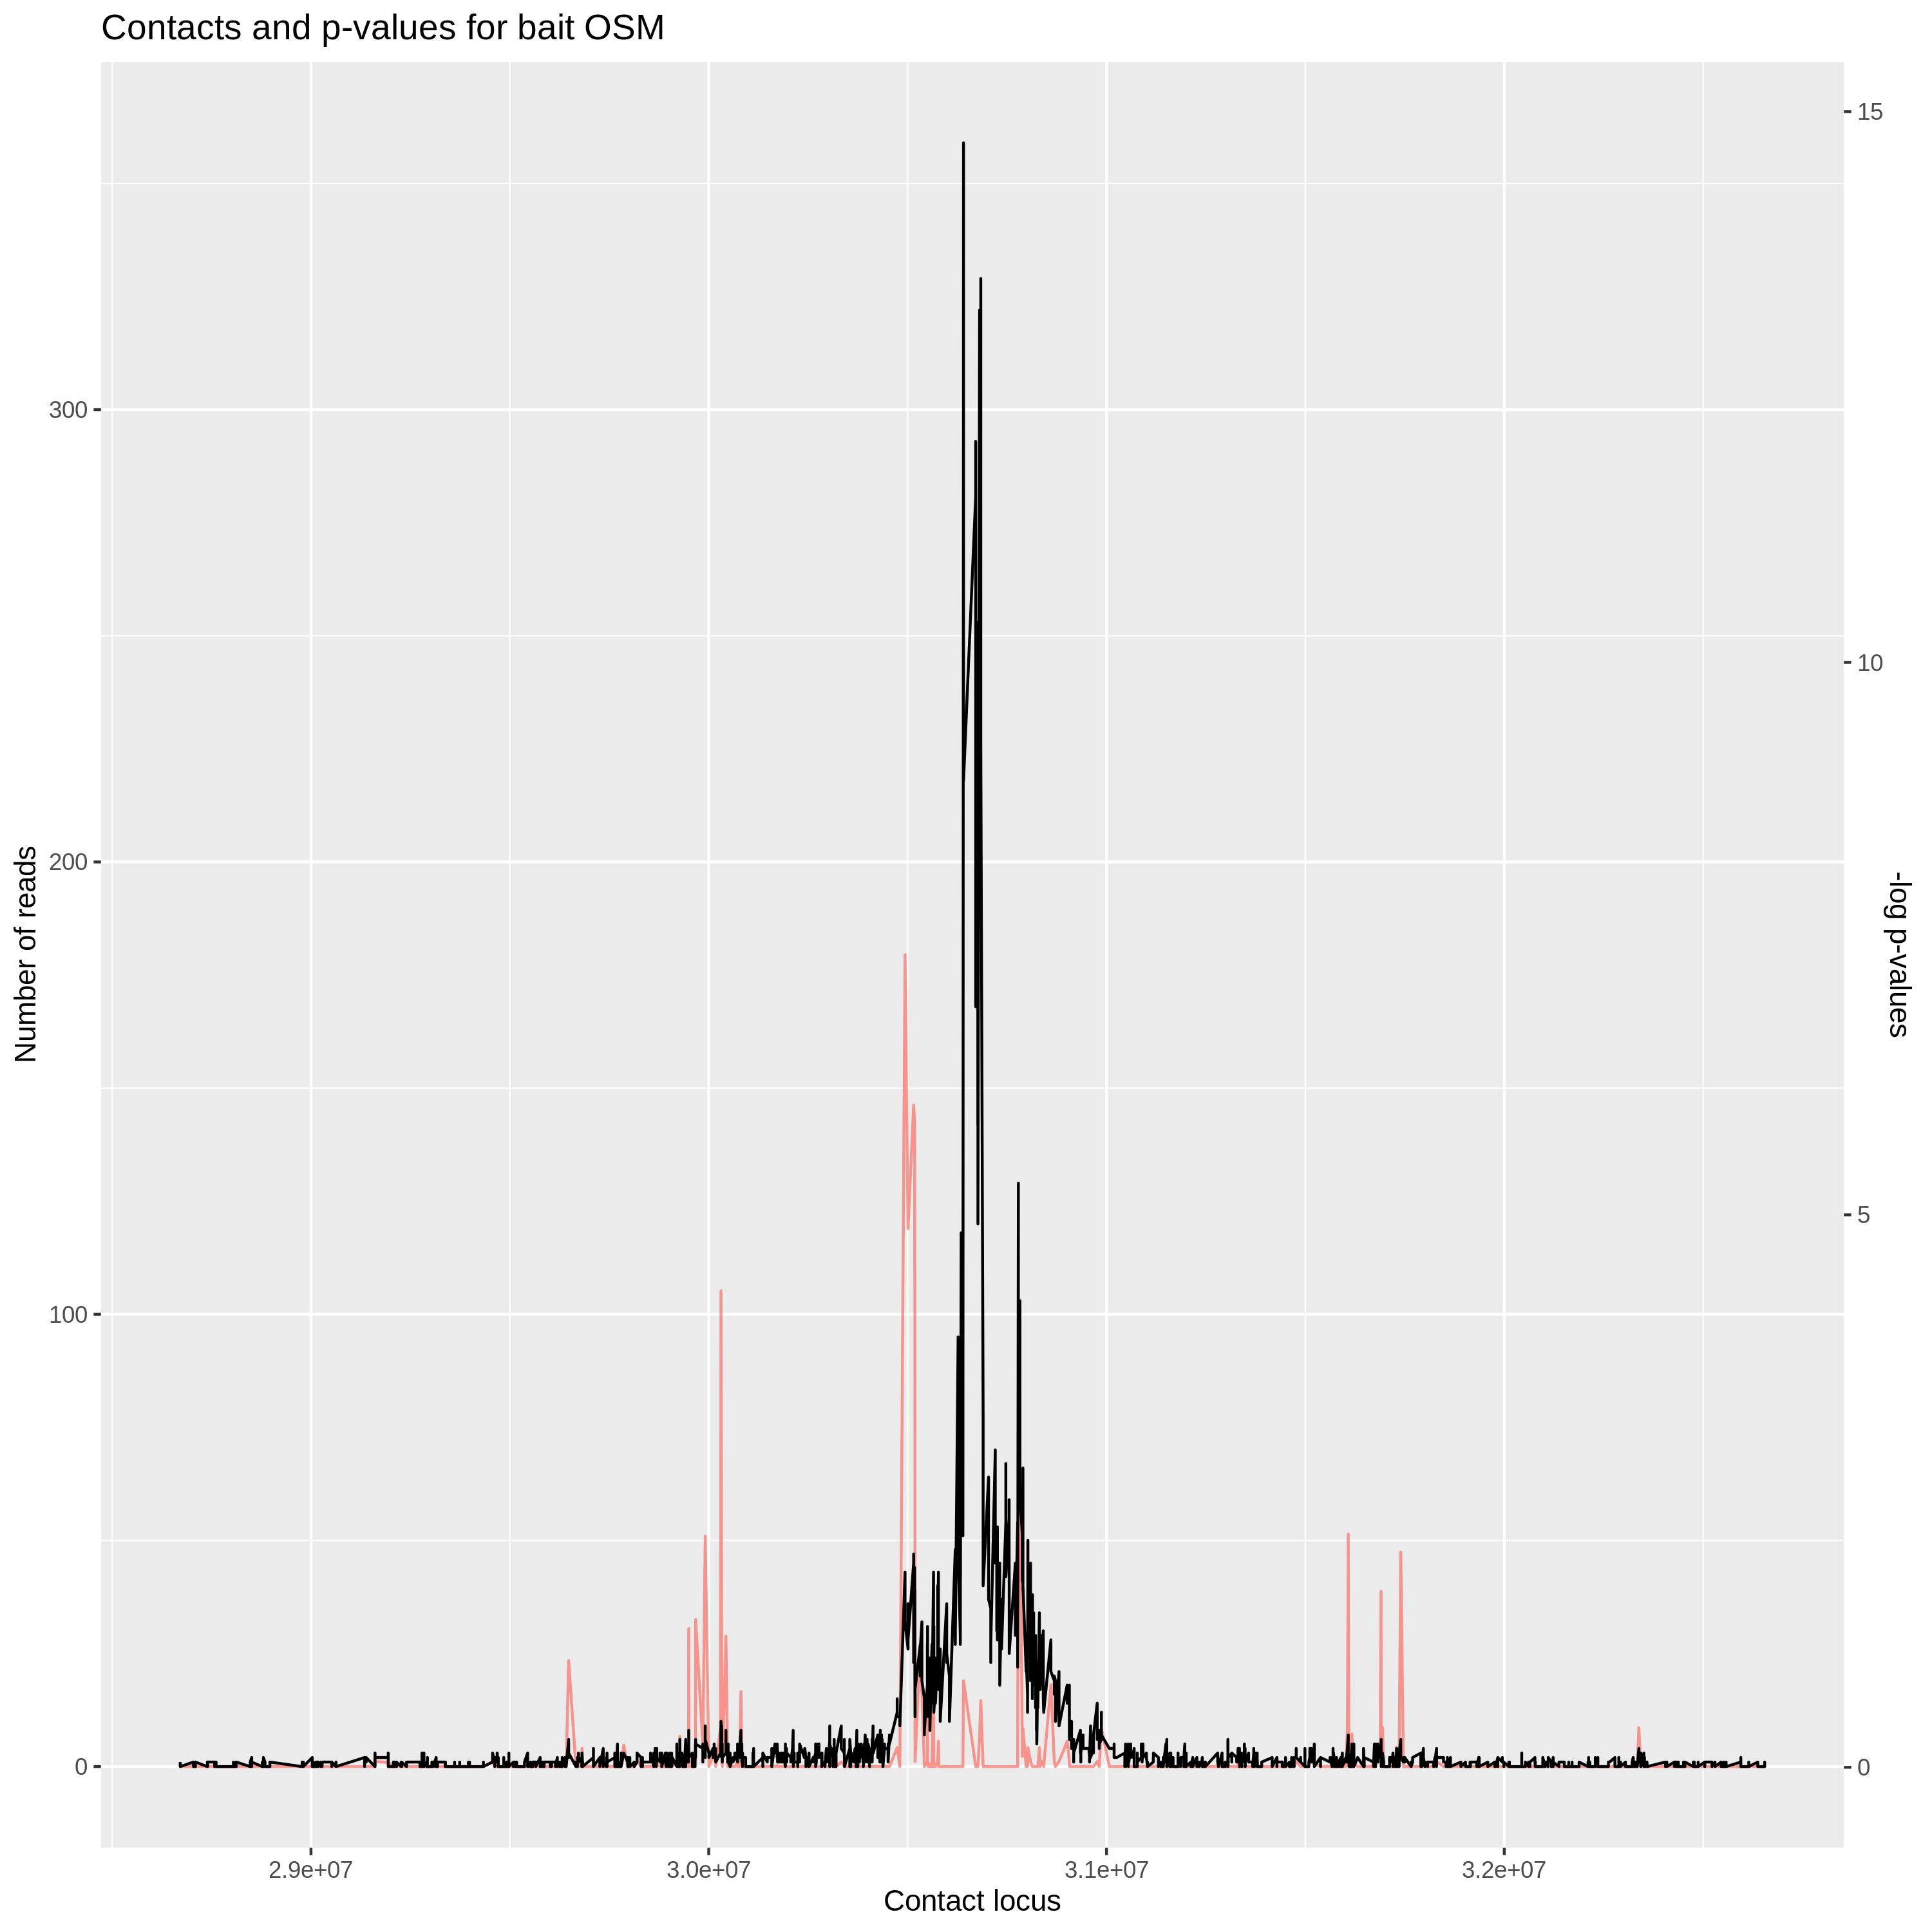 Contacts and p-values for bait OSM
15
300
10
200
Number of reads
-log p-values
5
100
0
0
2.9e+07 3.0e+07 3.1e+07 3.2e+07
Contact locus